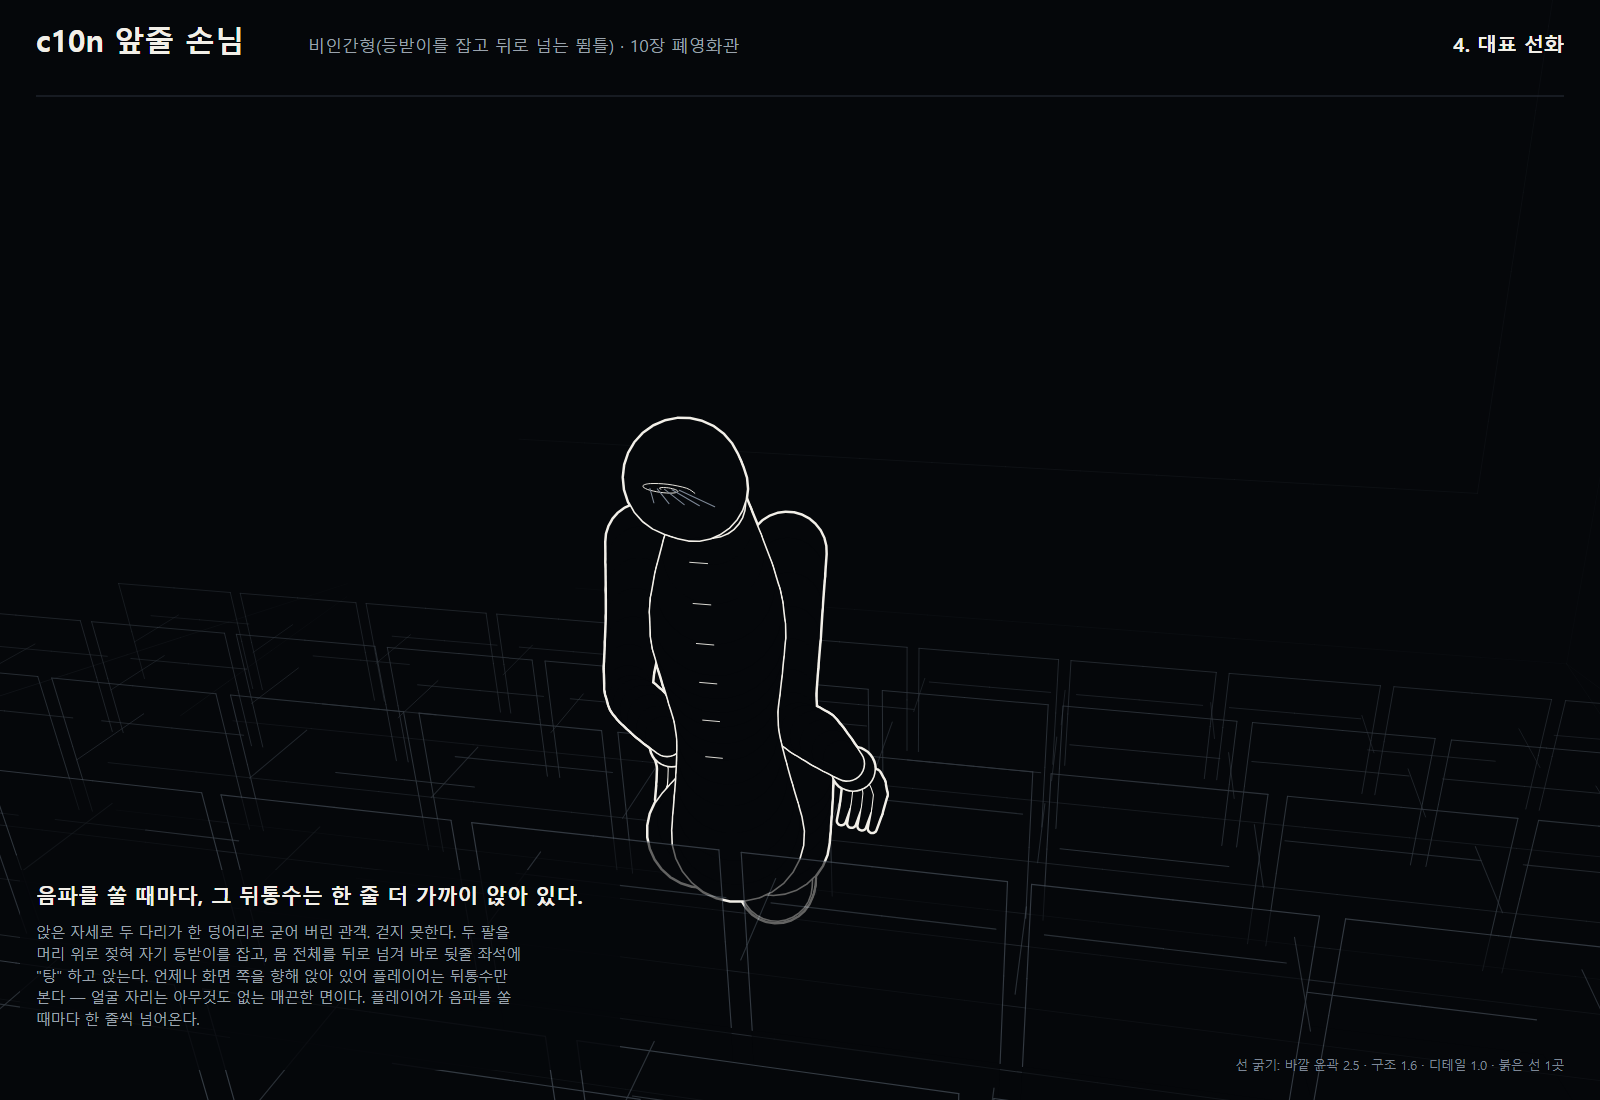 c10n 앞줄 손님
비인간형(등받이를 잡고 뒤로 넘는 뜀틀) · 10장 폐영화관
4. 대표 선화
음파를 쏠 때마다, 그 뒤통수는 한 줄 더 가까이 앉아 있다.
앉은 자세로 두 다리가 한 덩어리로 굳어 버린 관객. 걷지 못한다. 두 팔을
머리 위로 젖혀 자기 등받이를 잡고, 몸 전체를 뒤로 넘겨 바로 뒷줄 좌석에
"탕" 하고 앉는다. 언제나 화면 쪽을 향해 앉아 있어 플레이어는 뒤통수만
본다 — 얼굴 자리는 아무것도 없는 매끈한 면이다. 플레이어가 음파를 쏠
때마다 한 줄씩 넘어온다.
선 굵기: 바깥 윤곽 2.5 · 구조 1.6 · 디테일 1.0 · 붉은 선 1곳